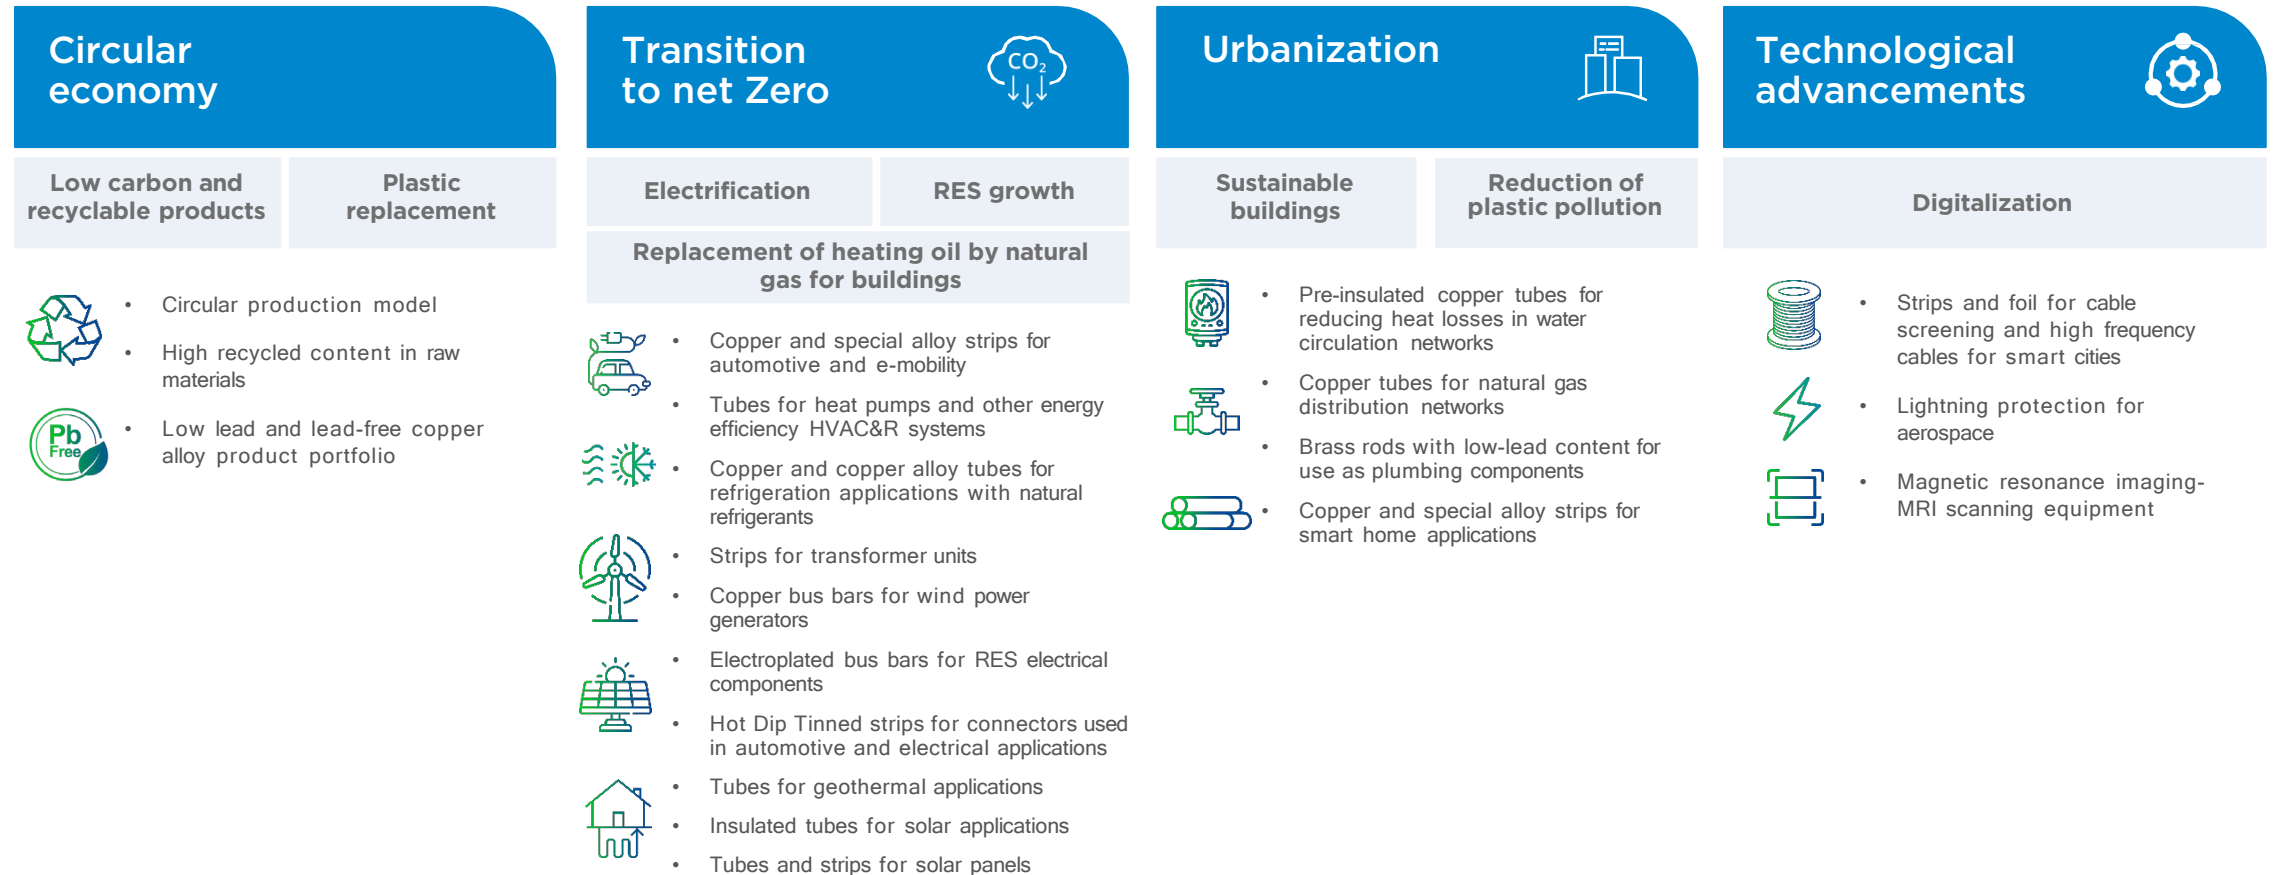 Circular
economy
Low carbon and
recyclable products
Plastic
replacement
• Circular production model
• High recycled content in raw
materials
Pb
Free
• Low lead and lead-free copper
alloy product portfolio
Transition
to net Zero
CO₂
Electrification
RES growth
Replacement of heating oil by natural
gas for buildings
• Copper and special alloy strips for
automotive and e-mobility
• Tubes for heat pumps and other energy
efficiency HVAC&R systems
• Copper and copper alloy tubes for
refrigeration applications with natural
refrigerants
• Strips for transformer units
• Copper bus bars for wind power
generators
• Electroplated bus bars for RES electrical
components
• Hot Dip Tinned strips for connectors used
in automotive and electrical applications
• Tubes for geothermal applications
• Insulated tubes for solar applications
• Tubes and strips for solar panels
Urbanization
Sustainable
buildings
Reduction of
plastic pollution
• Pre-insulated copper tubes for
reducing heat losses in water
circulation networks
• Copper tubes for natural gas
distribution networks
• Brass rods with low-lead content for
use as plumbing components
• Copper and special alloy strips for
smart home applications
Technological
advancements
Digitalization
• Strips and foil for cable
screening and high frequency
cables for smart cities
• Lightning protection for
aerospace
• Magnetic resonance imaging-
MRI scanning equipment